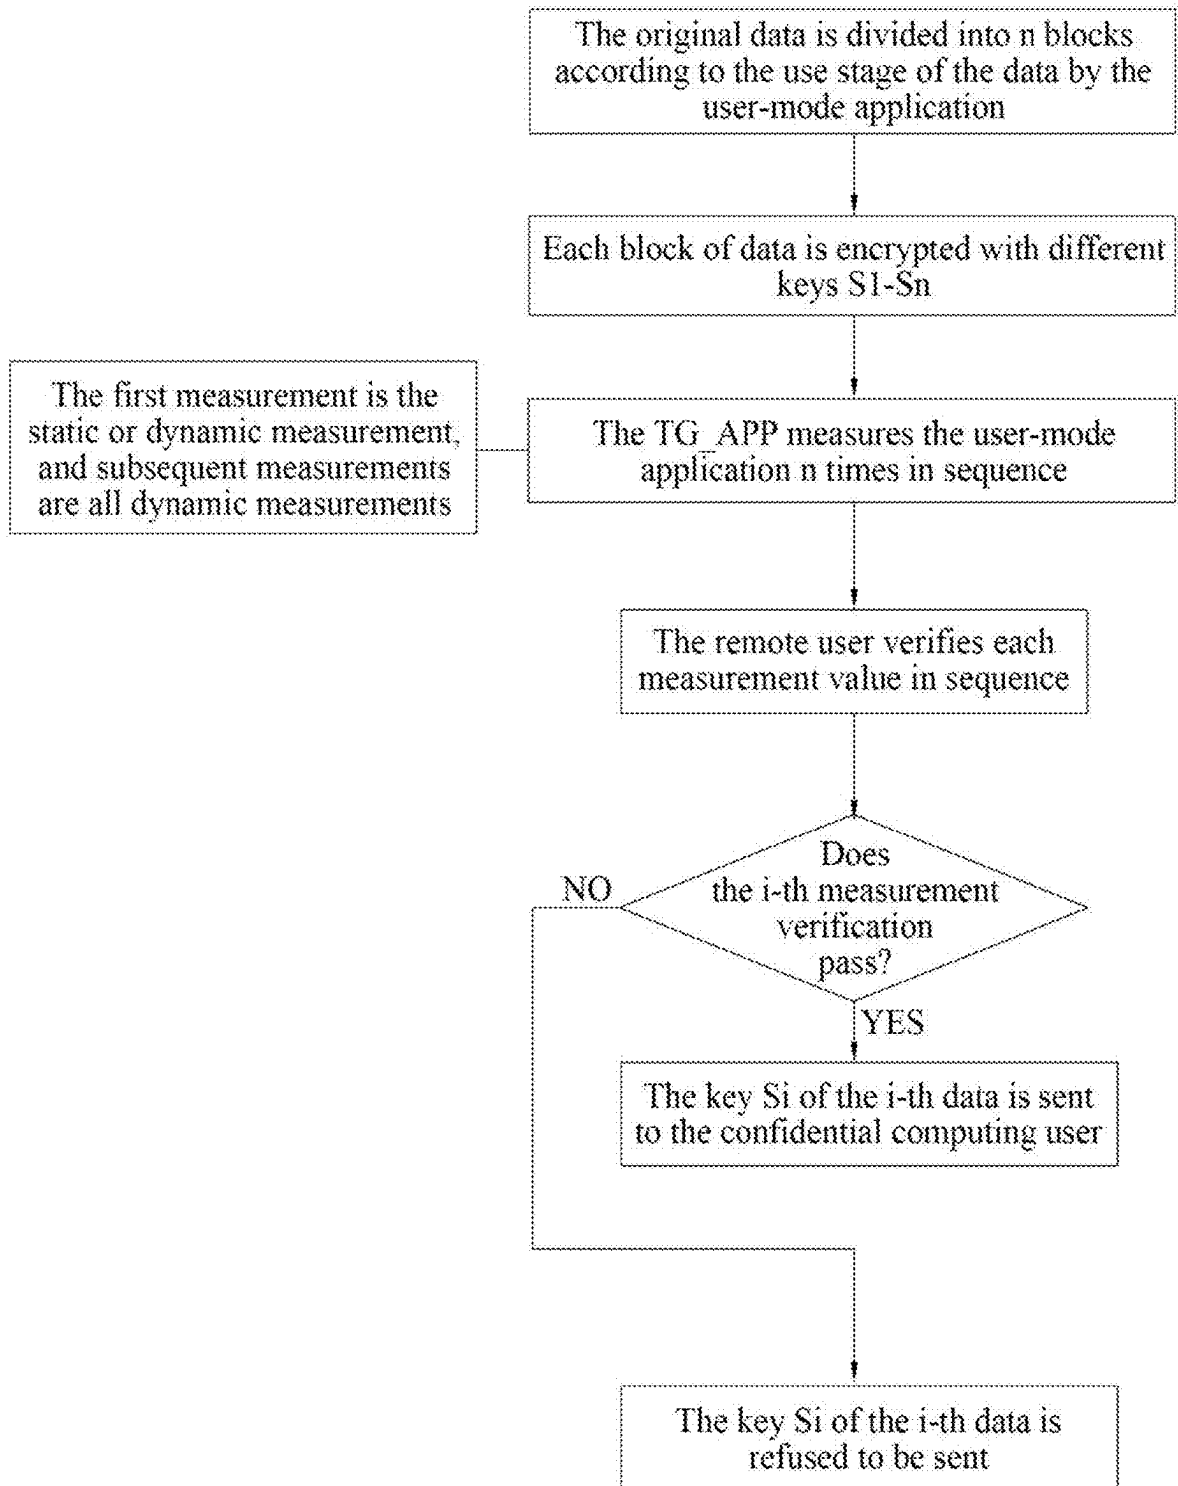 The original data is divided into n blocks
according to the use stage of the data by the
user-mode application
Each block of data is encrypted with different
keys S1-Sn
The first measurement is the
static or dynamic measurement,
and subsequent measurements
are all dynamic measurements
The TG_APP measures the user-mode
application n times in sequence
The remote user verifies each
measurement value in sequence
Does
the i-th measurement
verification
pass?
NO
YES
The key Si of the i-th data is sent
to the confidential computing user
The key Si of the i-th data is
refused to be sent